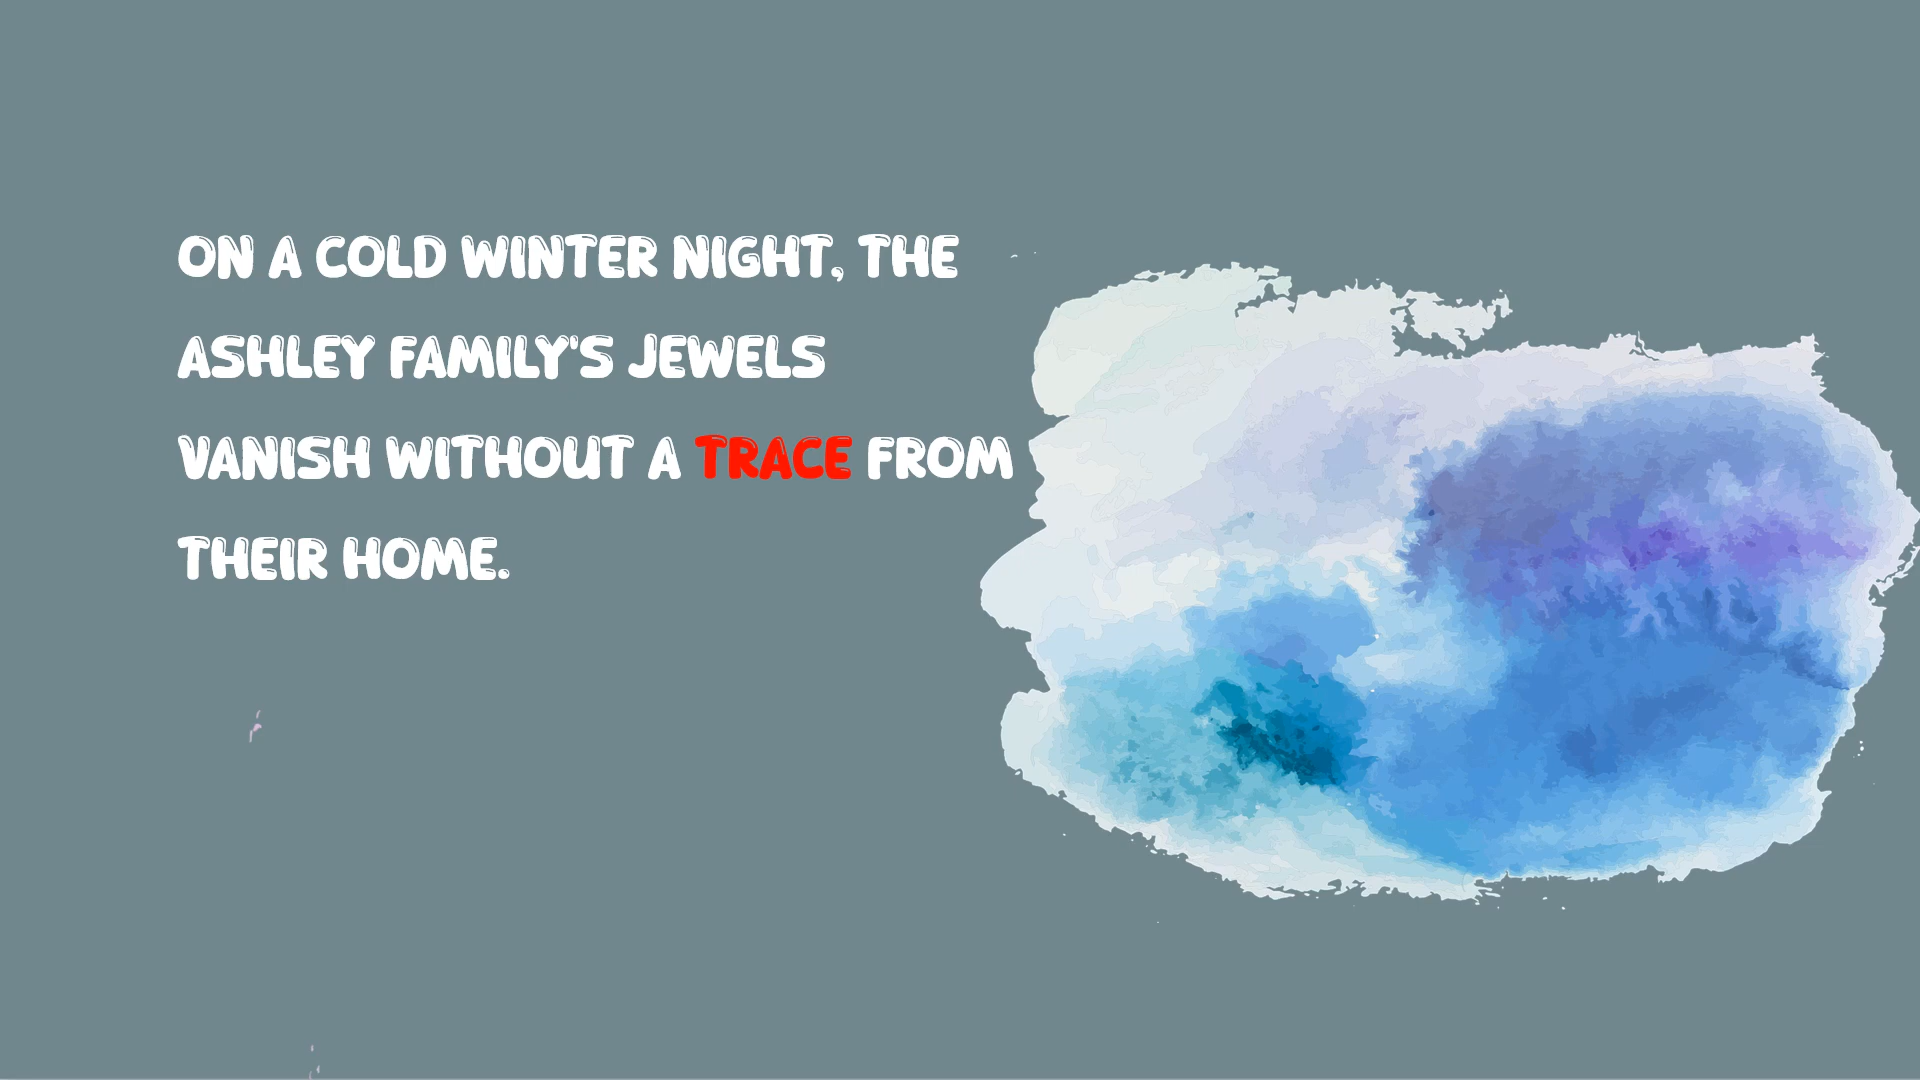 ON A COLD WINTER NIGHT, THE
ASHLEY FAMILY'S JEWELS
VANISH WITHOUT A TRACE FROM
THEIR HOME.